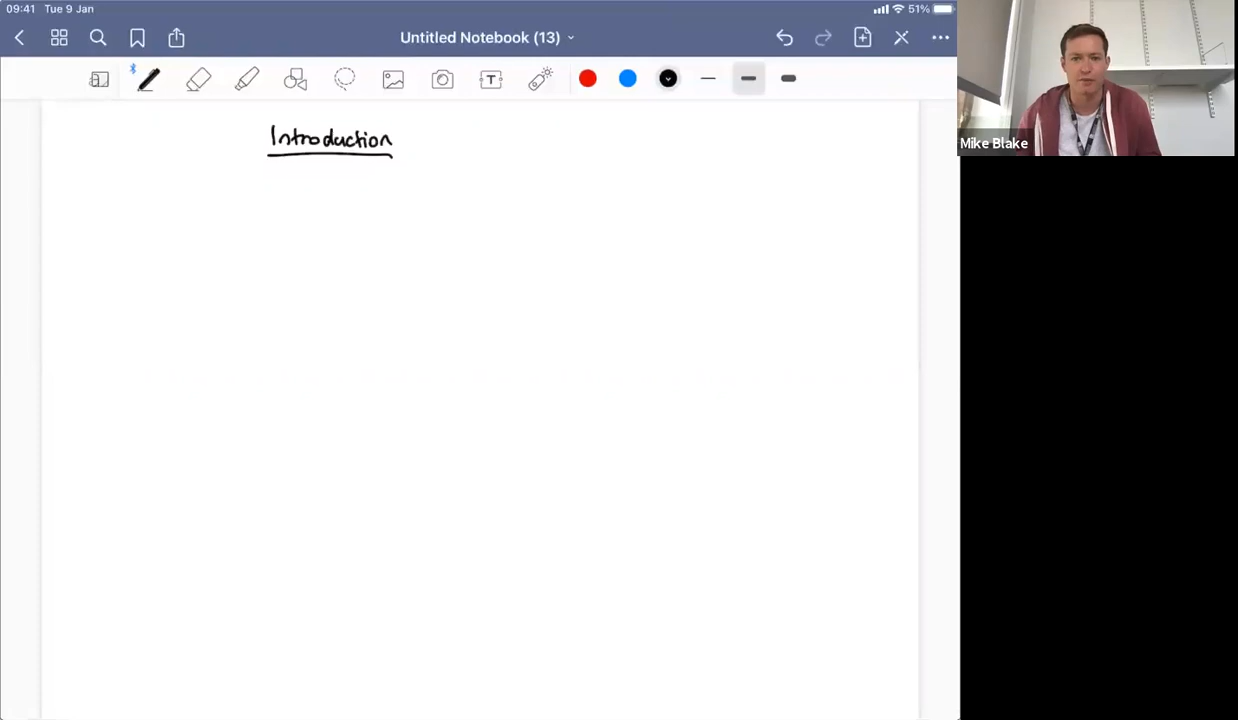 09:41 Tue 9 Jan
51%
Untitled Notebook (13)
T
Introduction
Mike Blake